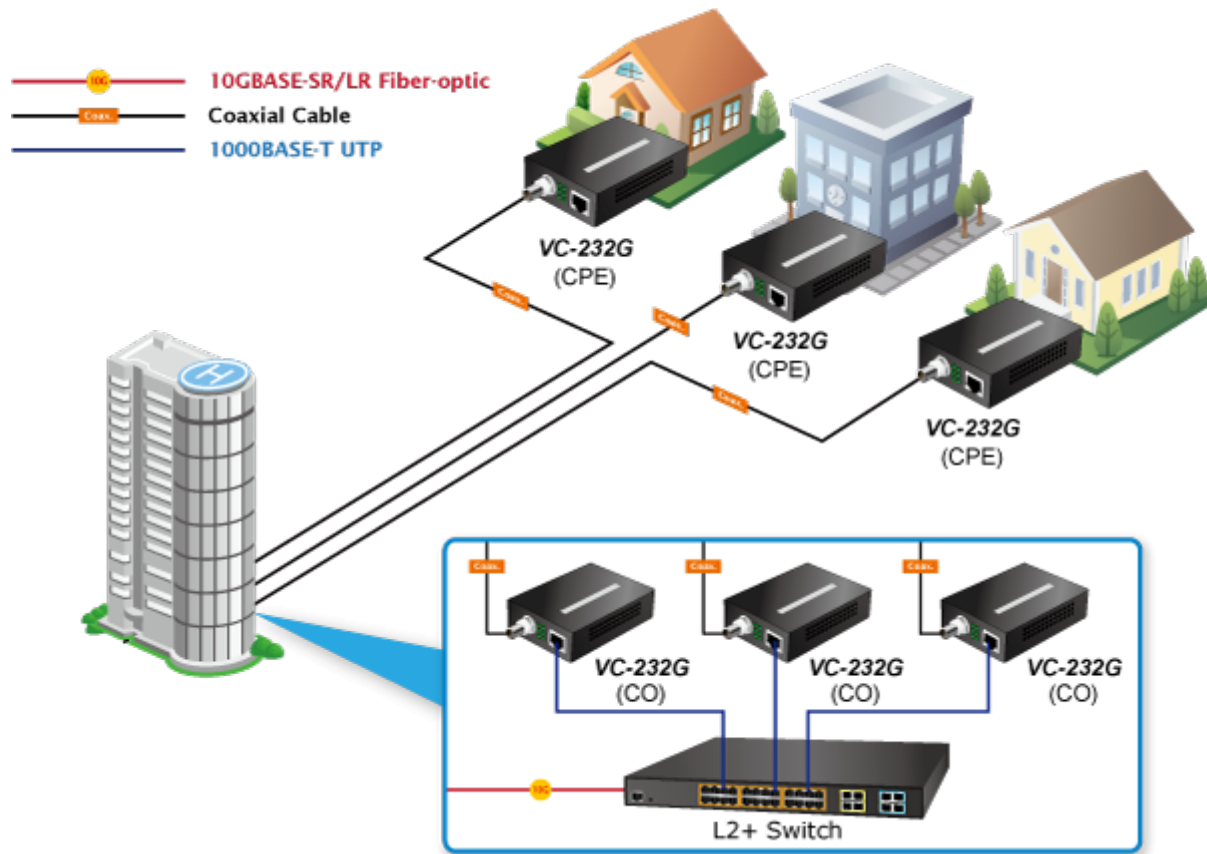 10G
10GBASE-SR/LR Fiber-optic
Coax.
Coaxial Cable
1000BASE-T UTP
VC-232G
(CPE)
Coax.
Coax.
VC-232G
(CPE)
Coax.
VC-232G
(CPE)
H
Coax.
Coax.
Coax.
VC-232G
(CO)
VC-232G
(CO)
VC-232G
(CO)
10G
L2+ Switch